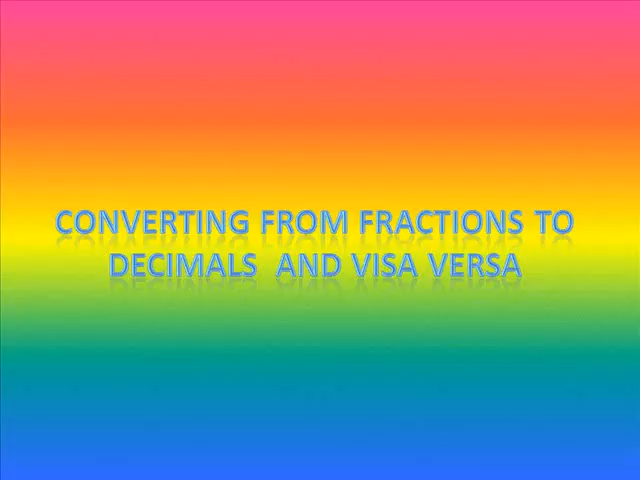 CONVERTING FROM FRACTIONS TO
DECIMALS  AND VISA VERSA